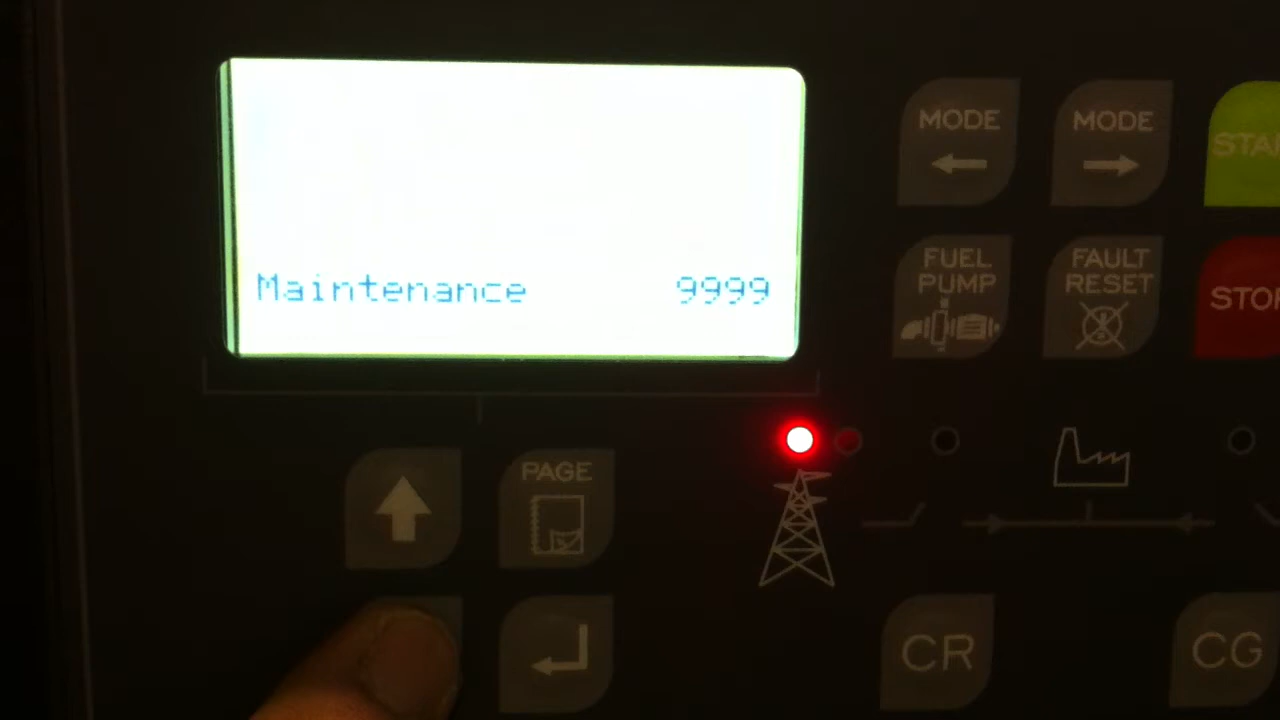 Maintenance 9999
MODE
MODE
FUEL
PUMP
FAULT
RESET
PAGE
CR
CG